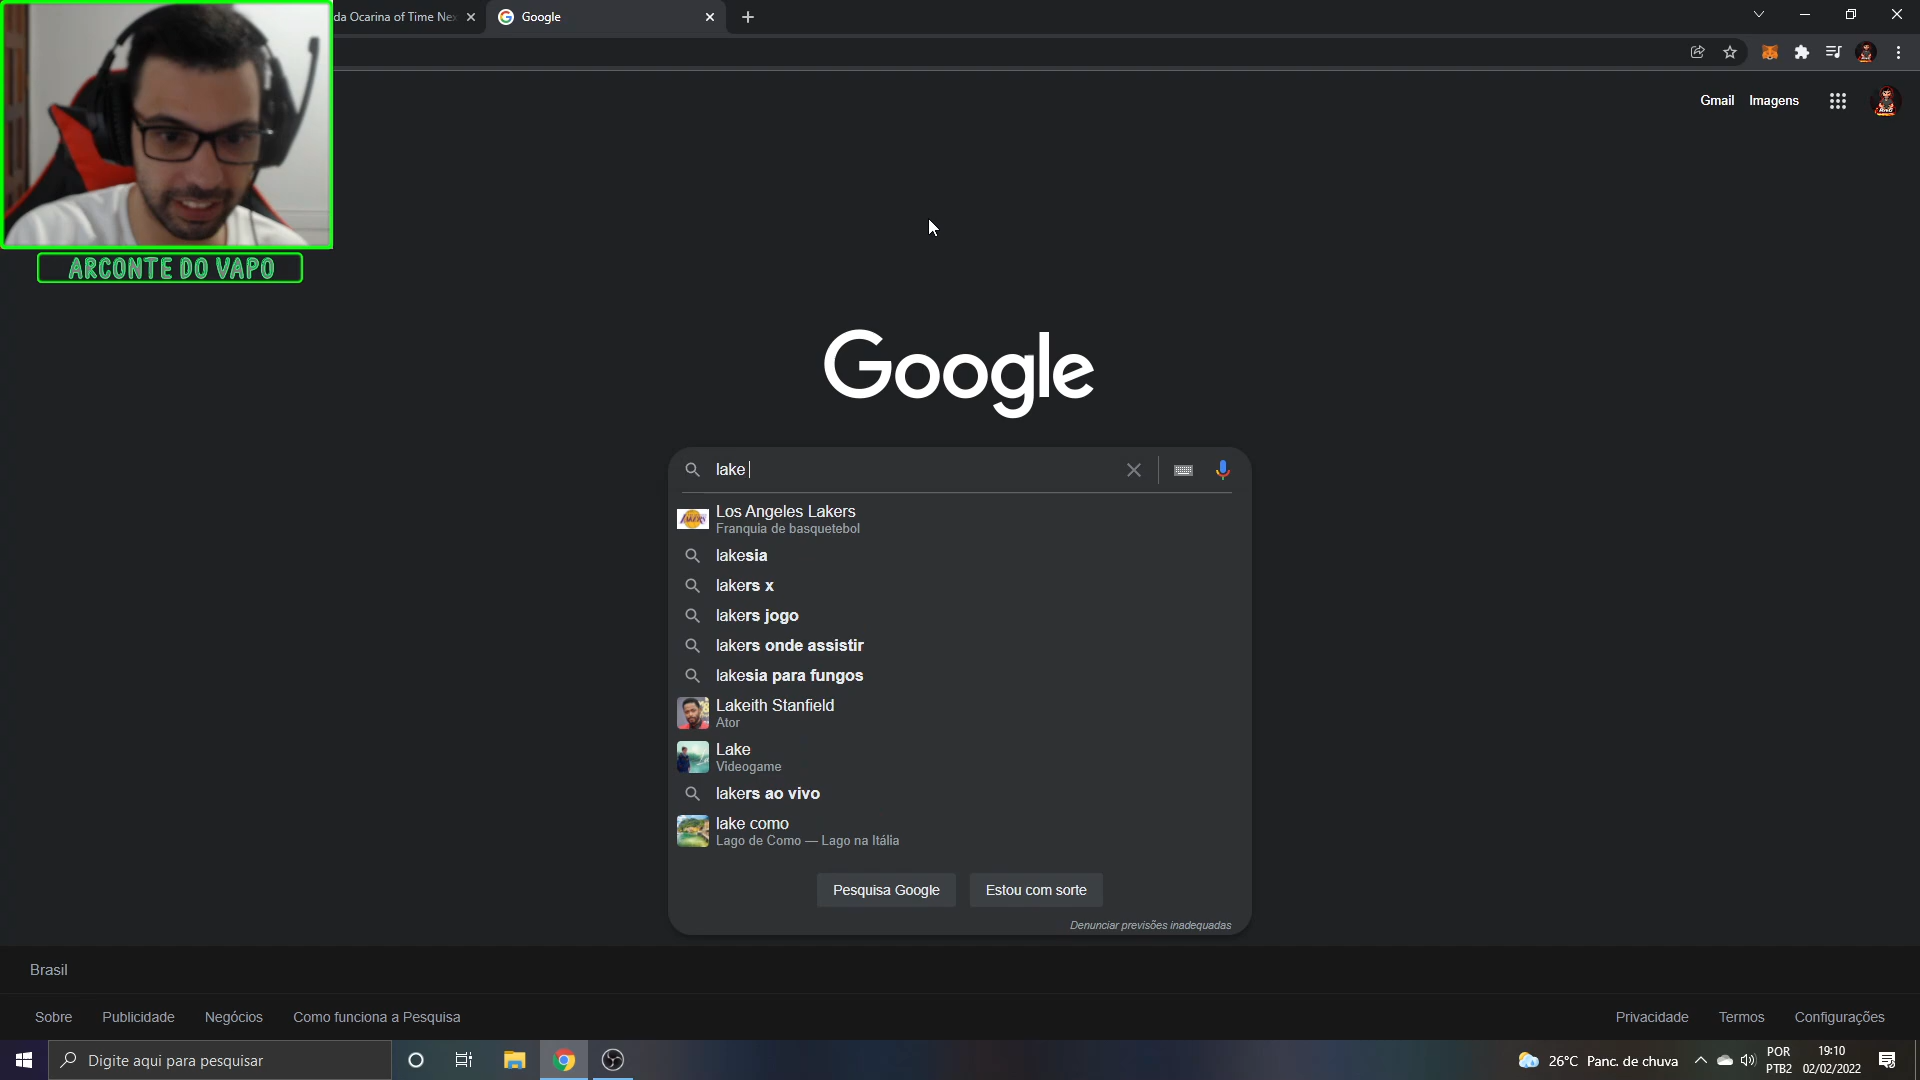 da Ocarina of Time Ne
Google
Gmail
Imagens
ARCONTE DO VAPO
Google
lake
Los Angeles Lakers
Franquia de basquetebol
lakesia
lakers x
lakers jogo
lakers onde assistir
lakesia para fungos
Lakeith Stanfield
Ator
Lake
Videogame
lakers ao vivo
lake como
Lago de Como — Lago na Itália
Pesquisa Google
Estou com sorte
Denunciar previsões inadequadas
Brasil
Sobre
Publicidade
Negócios
Como funciona a Pesquisa
Privacidade
Termos
Configurações
Digite aqui para pesquisar
26°C Panc. de chuva
POR
PTB2
19:10
02/02/2022